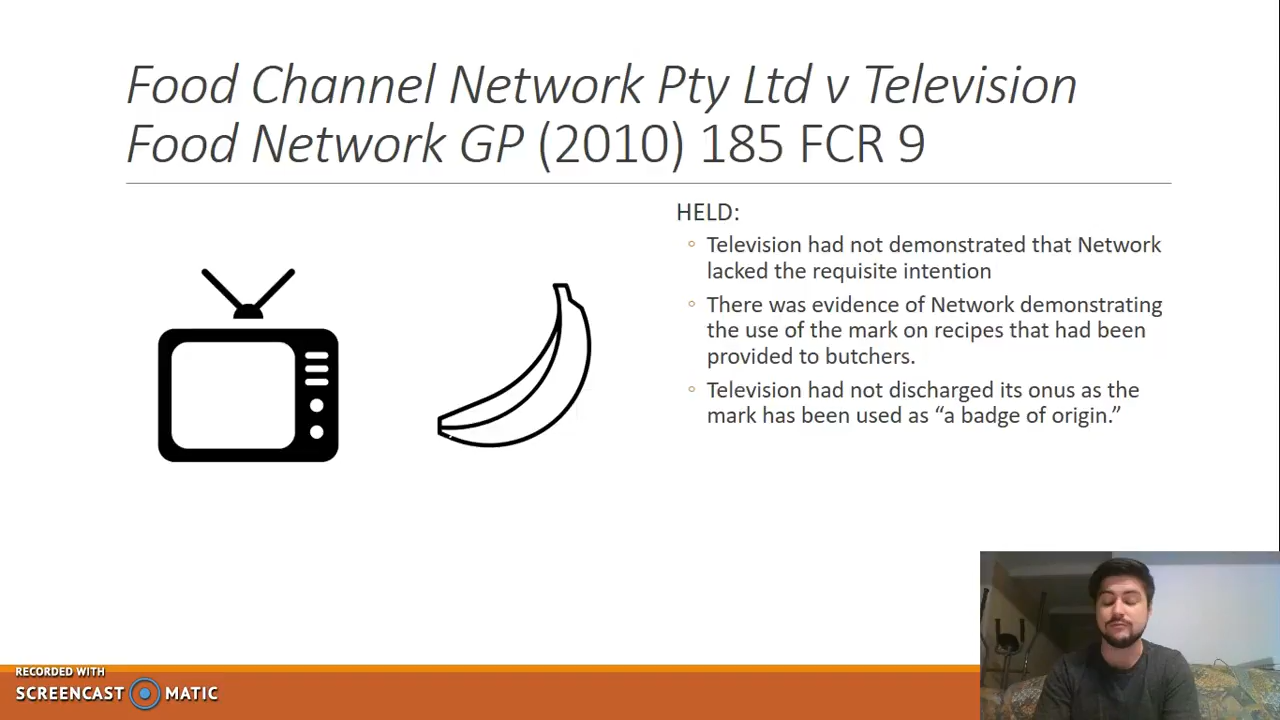 Food Channel Network Pty Ltd v Television
Food Network GP (2010) 185 FCR 9
HELD:
Television had not demonstrated that Network
lacked the requisite intention
There was evidence of Network demonstrating
the use of the mark on recipes that had been
provided to butchers.
Television had not discharged its onus as the
mark has been used as “a badge of origin.”
RECORDED WITH
SCREENCAST MATIC